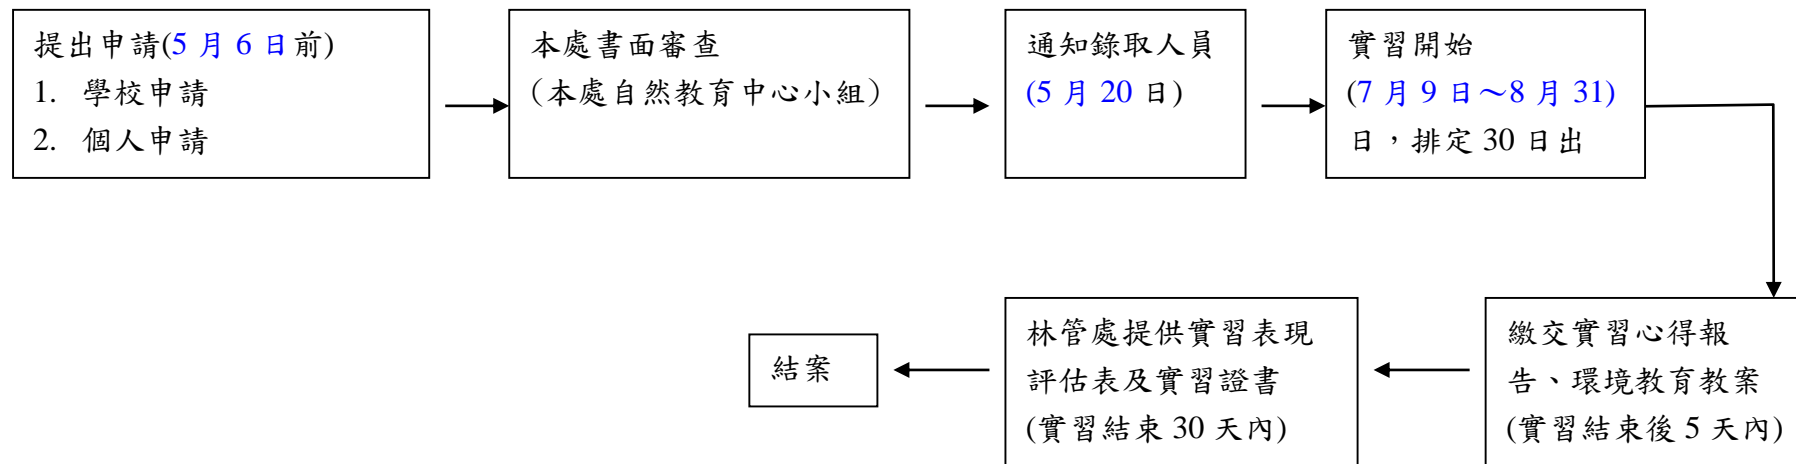 提出申請(5 月 6 日前)
1. 學校申請
2. 個人申請
本處書面審查
（本處自然教育中心小組）
通知錄取人員
(5 月 20 日)
實習開始
(7 月 9 日～8 月 31)
日，排定 30 日出
繳交實習心得報
告、環境教育教案
(實習結束後 5 天內)
林管處提供實習表現
評估表及實習證書
(實習結束 30 天內)
結案